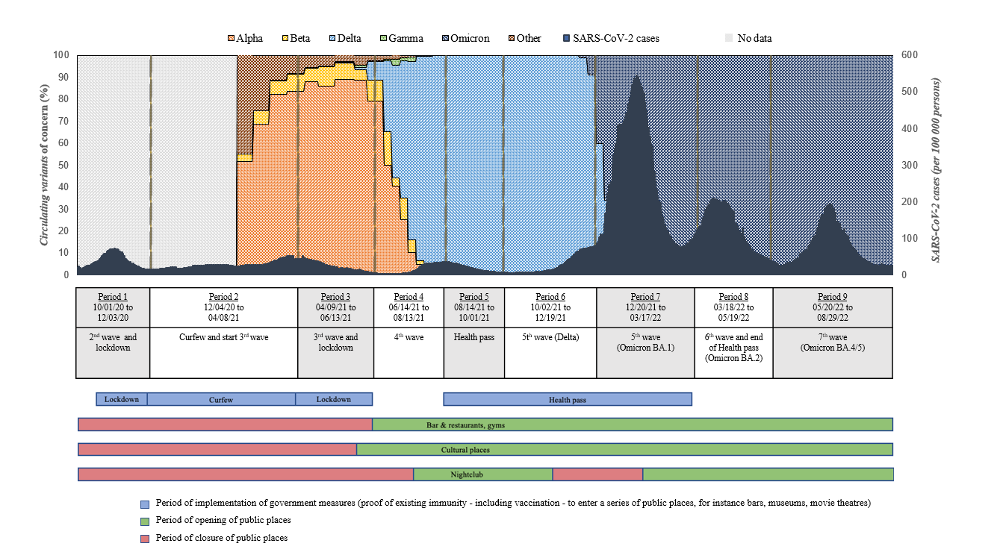 Alpha Beta Delta Gamma Omicron Other SARS-CoV-2 cases No data
Circulating variants of concern (%)
100
90
80
70
60
50
40
30
20
10
0
600
500
400
300
200
100
0
SARS-CoV-2 cases (per 100 000 persons)
Period 1
10/01/20 to
12/03/20
Period 2
12/04/20 to
04/08/21
Period 3
04/09/21 to
06/13/21
Period 4
06/14/21 to
08/13/21
Period 5
08/14/21 to
10/01/21
Period 6
10/02/21 to
12/19/21
Period 7
12/20/21 to
03/17/22
Period 8
03/18/22 to
05/19/22
Period 9
05/20/22 to
08/29/22
2nd wave and
lockdown
Curfew and start 3rd wave
3rd wave and
lockdown
4th wave
Health pass
5th wave (Delta)
5th wave
(Omicron BA.1)
6th wave and end
of Health pass
(Omicron BA.2)
7th wave
(Omicron BA.4/5)
Lockdown Curfew Lockdown Health pass
Bar & restaurants, gyms
Cultural places
Nightclub
Period of implementation of government measures (proof of existing immunity - including vaccination - to enter a series of public places, for instance bars, museums, movie theatres)
Period of opening of public places
Period of closure of public places